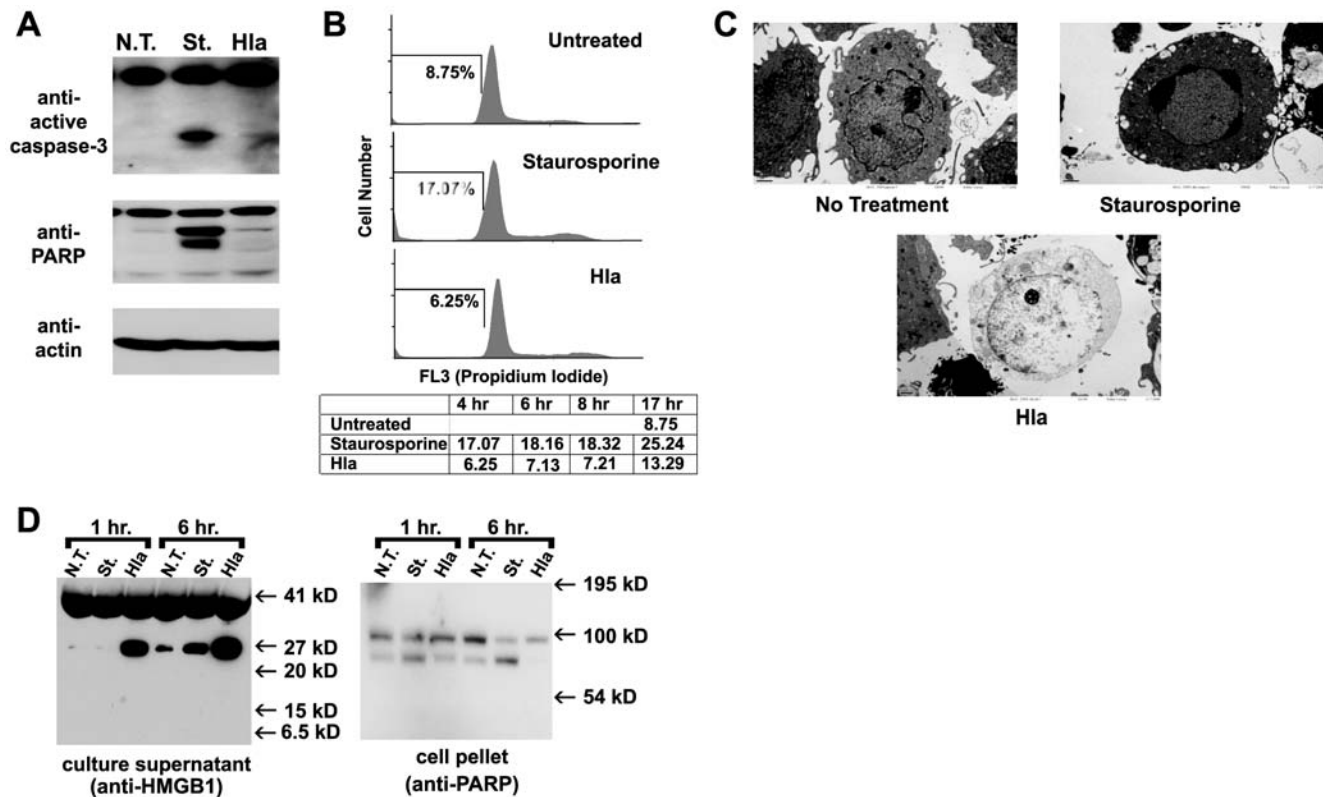 A
N.T. St. Hla
anti-
active
caspase-3
anti-
PARP
anti-
actin
B
Untreated
8.75%
Staurosporine
17.07%
Hla
6.25%
Cell Number
FL3 (Propidium Iodide)
4 hr 6 hr 8 hr 17 hr
Untreated 8.75
Staurosporine 17.07 18.16 18.32 25.24
Hla 6.25 7.13 7.21 13.29
C
No Treatment
Staurosporine
Hla
D
1 hr. 6 hr.
N.T. St. Hla N.T. St. Hla
← 41 kD
← 27 kD
← 20 kD
← 15 kD
← 6.5 kD
culture supernatant
(anti-HMGB1)
1 hr. 6 hr.
N.T. St. Hla N.T. St. Hla
← 195 kD
← 100 kD
← 54 kD
cell pellet
(anti-PARP)